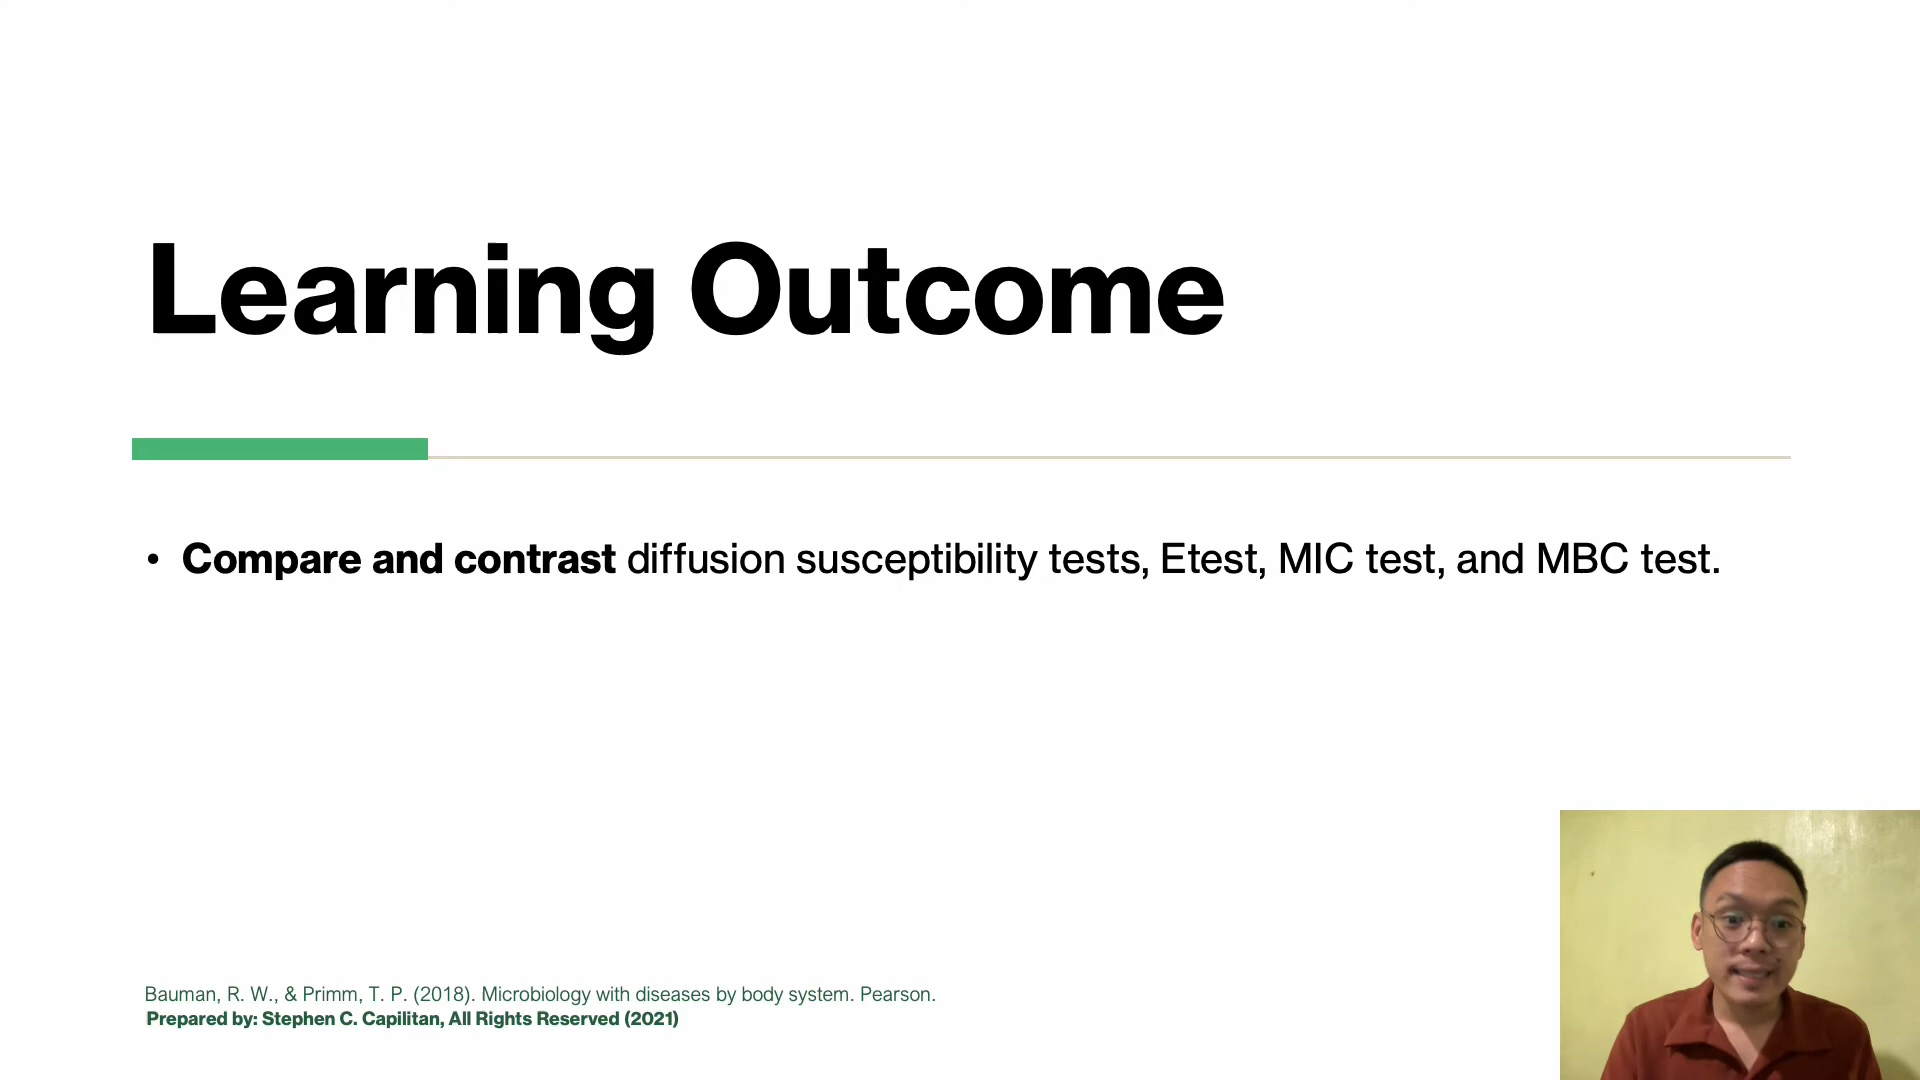 Learning Outcome
• Compare and contrast diffusion susceptibility tests, Etest, MIC test, and MBC test.
Bauman, R. W., & Primm, T. P. (2018). Microbiology with diseases by body system. Pearson.
Prepared by: Stephen C. Capilitan, All Rights Reserved (2021)